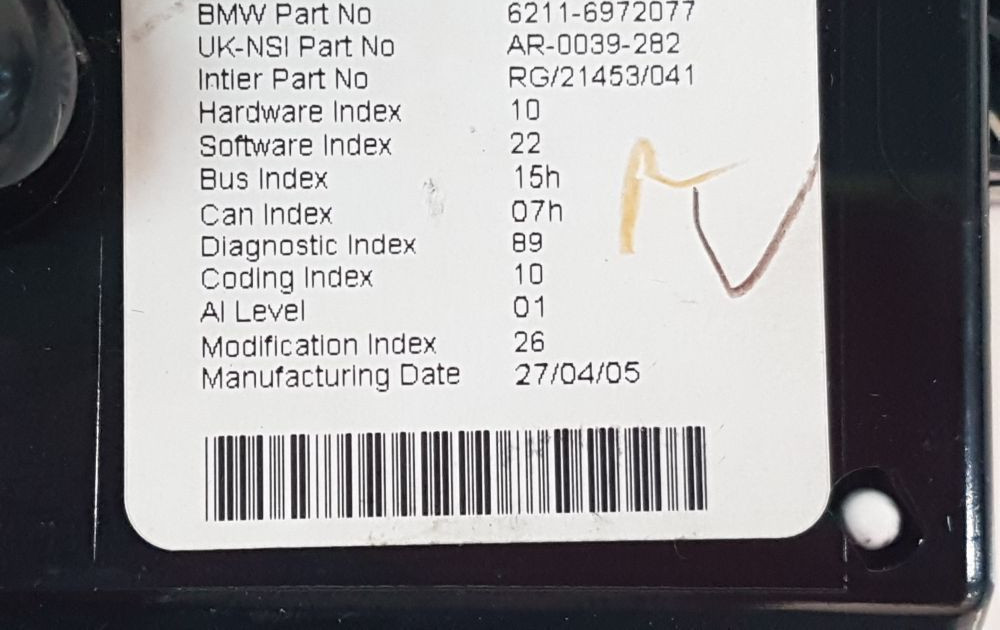 BMW Part No 6211-6972077
UK-NSI Part No AR-0039-282
Intier Part No RG/21453/041
Hardware Index 10
Software Index 22
Bus Index 15h
Can Index 07h
Diagnostic Index 89
Coding Index 10
AI Level 01
Modification Index 26
Manufacturing Date 27/04/05